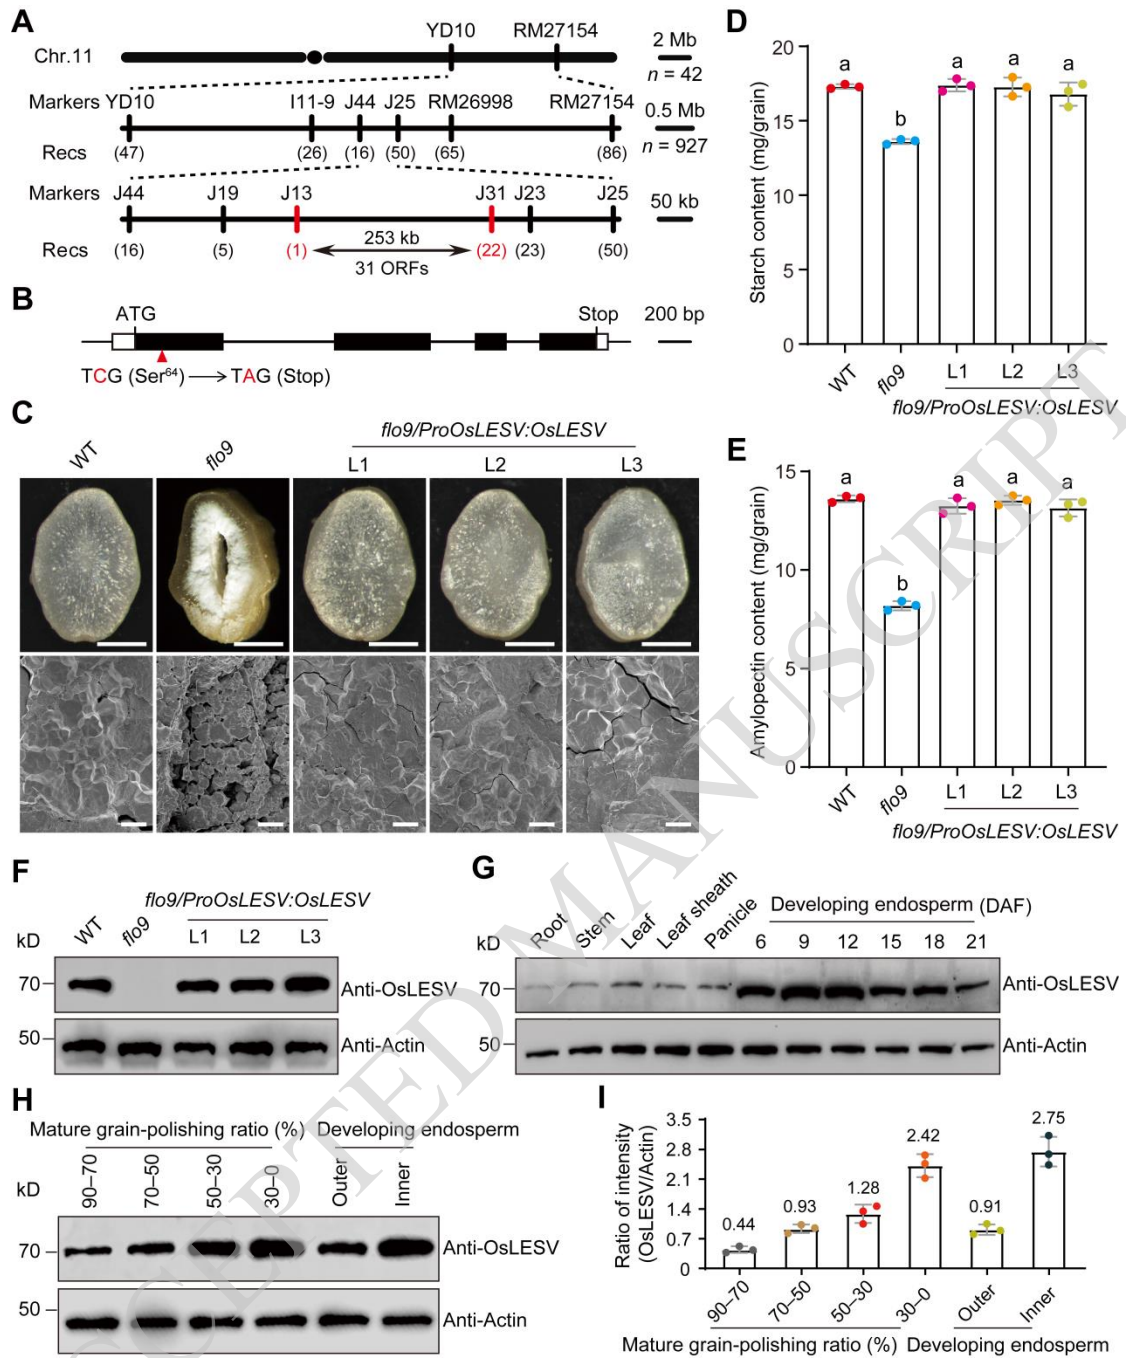 A
YD10 RM27154
Chr.11
2 Mb
n = 42
Markers YD10 I11-9 J44 J25 RM26998 RM27154
0.5 Mb
n = 927
Recs (47) (26) (16) (50) (65) (86)
Markers J44 J19 J13 J31 J23 J25
50 kb
Recs (16) (5) (1) 253 kb (22) (23) (50)
31 ORFs
B
ATG Stop 200 bp
TCG (Ser64) → TAG (Stop)
C
flo9/ProOsLESV:OsLESV
WT flo9 L1 L2 L3
D
Starch content (mg/grain)
20
15
10
5
0
a b a a a
WT flo9 L1 L2 L3
flo9/ProOsLESV:OsLESV
E
Amylopectin content (mg/grain)
15
10
5
0
a b a a a
WT flo9 L1 L2 L3
flo9/ProOsLESV:OsLESV
F
flo9/ProOsLESV:OsLESV
kD WT flo9 L1 L2 L3
70 Anti-OsLESV
50 Anti-Actin
G
Root Stem Leaf Leaf sheath Panicle Developing endosperm (DAF)
kD 6 9 12 15 18 21
70 Anti-OsLESV
50 Anti-Actin
H
Mature grain-polishing ratio (%) Developing endosperm
kD 90–70 70–50 50–30 30–0 Outer Inner
70 Anti-OsLESV
50 Anti-Actin
I
Ratio of intensity
(OsLESV/Actin)
3.5
2.8
2.1
1.4
0.7
0
0.44 0.93 1.28 2.42 0.91 2.75
90–70 70–50 50–30 30–0 Outer Inner
Mature grain-polishing ratio (%) Developing endosperm
CCEPTED MANUSCRIPT